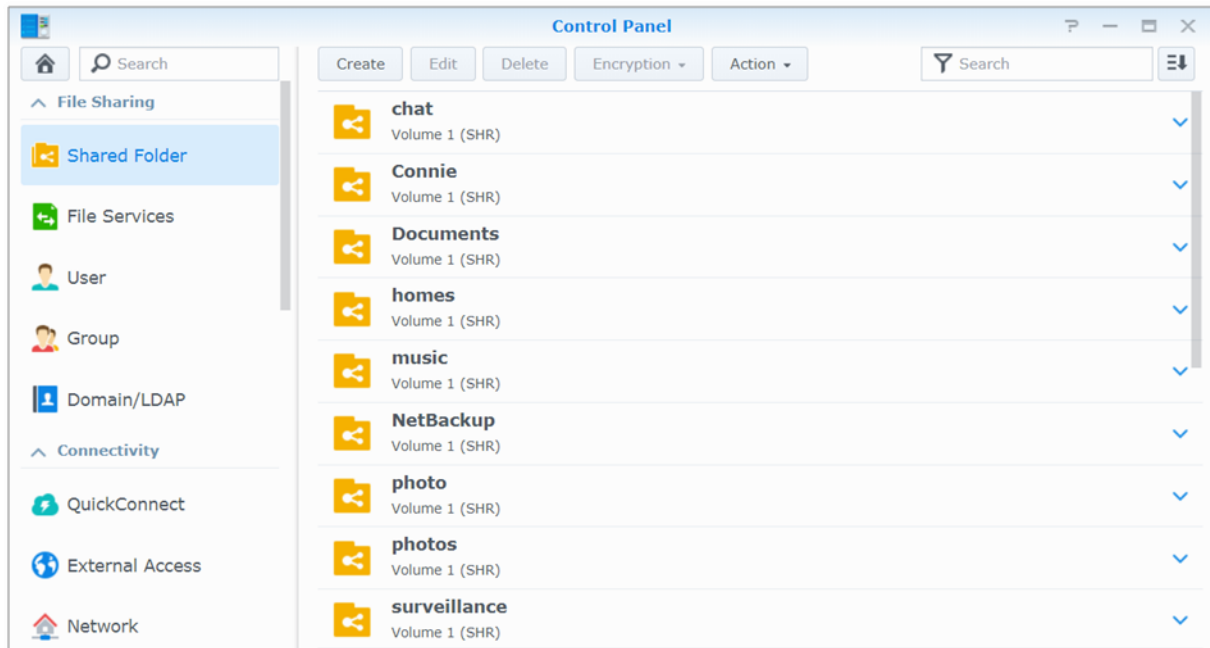 Control Panel
Search
Create Edit Delete Encryption Action Search
File Sharing
Shared Folder
File Services
User
Group
Domain/LDAP
Connectivity
QuickConnect
External Access
Network
chat
Volume 1 (SHR)
Connie
Volume 1 (SHR)
Documents
Volume 1 (SHR)
homes
Volume 1 (SHR)
music
Volume 1 (SHR)
NetBackup
Volume 1 (SHR)
photo
Volume 1 (SHR)
photos
Volume 1 (SHR)
surveillance
Volume 1 (SHR)